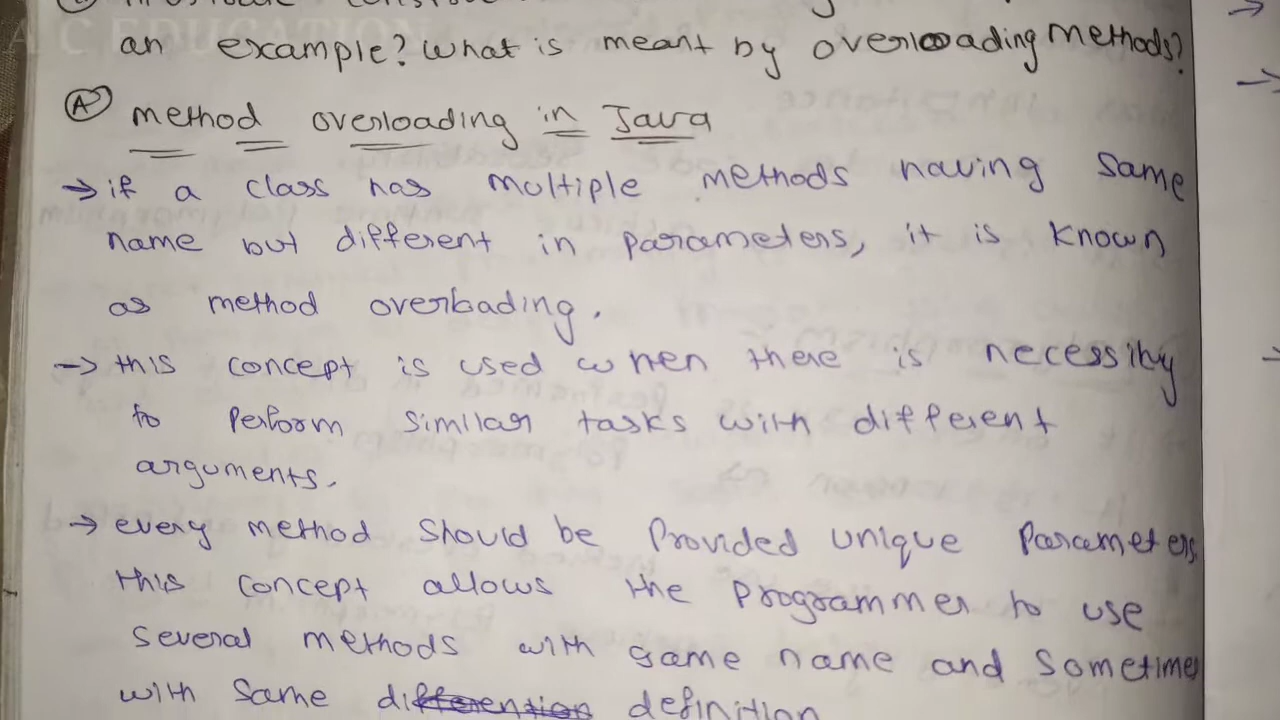 an example? What is meant by overloading methods?
A method overloading in Java
→ if a class has multiple methods having same
name but different in parameters, it is known
as method overloading.
→ this concept is used when there is necessity
to perform similar tasks with different
arguments.
→ every method should be provided unique parameters
this concept allows the programmer to use
several methods with same name and sometimes
with same definition